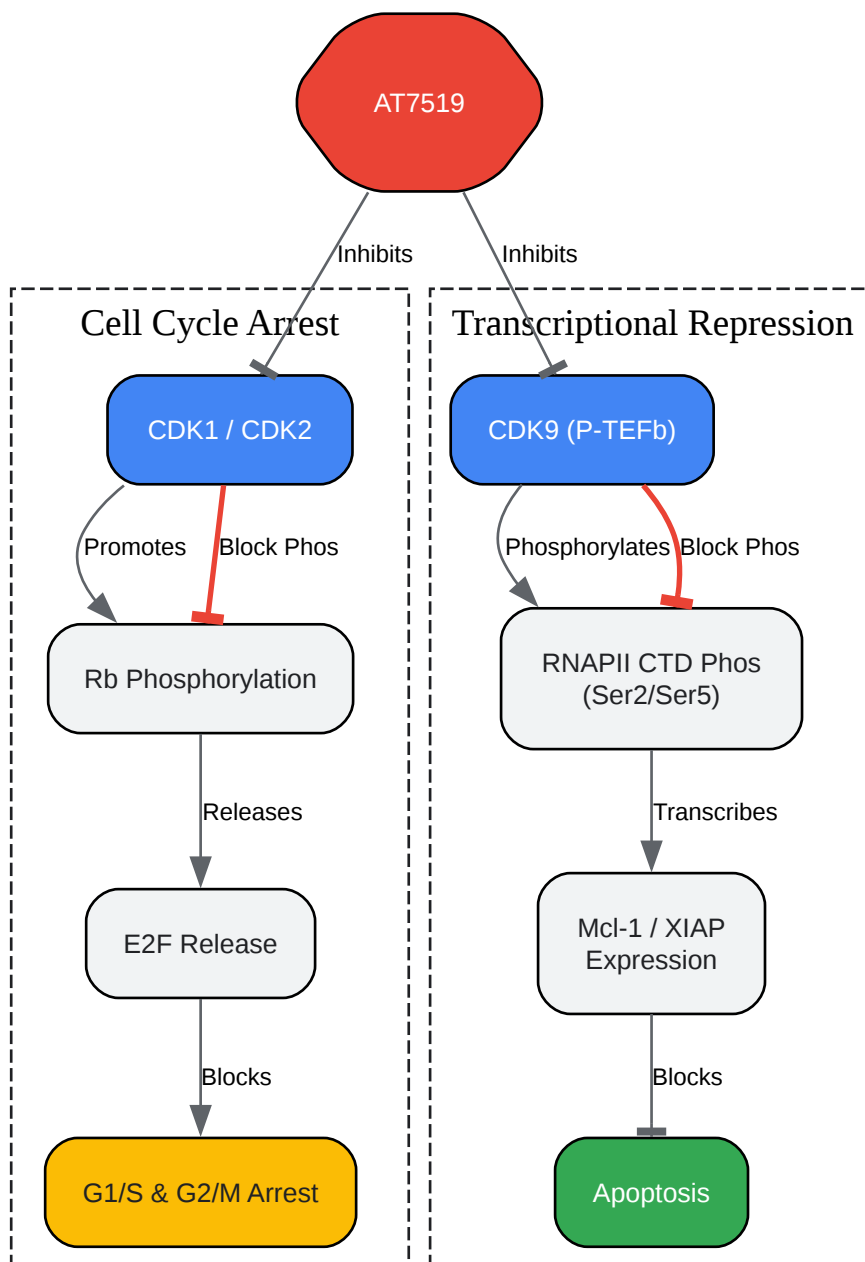 AT7519
Inhibits
Inhibits
Cell Cycle Arrest
Transcriptional Repression
CDK1 / CDK2
CDK9 (P-TEFb)
Promotes
Block Phos
Phosphorylates
Block Phos
Rb Phosphorylation
RNAPII CTD Phos
(Ser2/Ser5)
Releases
Transcribes
E2F Release
Mcl-1 / XIAP
Expression
Blocks
Blocks
G1/S & G2/M Arrest
Apoptosis